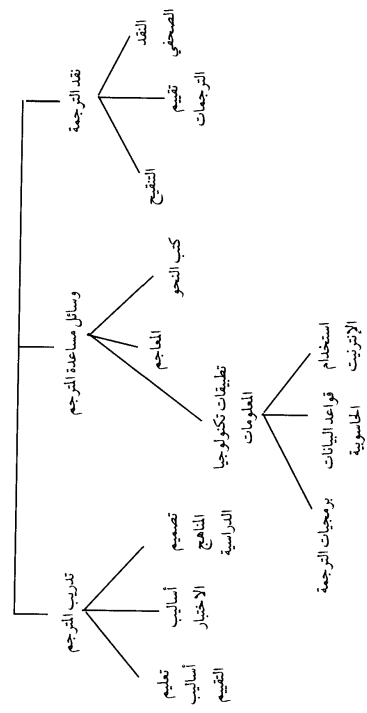 نقد الترجمة
وسائل مساعدة المترجم
تدريب المترجم
النقد
الصحفي
تقييم
الترجمات
التنقيح
كتب النحو
المعاجم
تطبيقات تكنولوجيا
المعلومات
تصميم
المناهج
الدراسية
أساليب
الاختبار
تعليم
أساليب
التقييم
استخدام
الإنترنيت
قواعد البيانات
الحاسوبية
برمجيات الترجمة